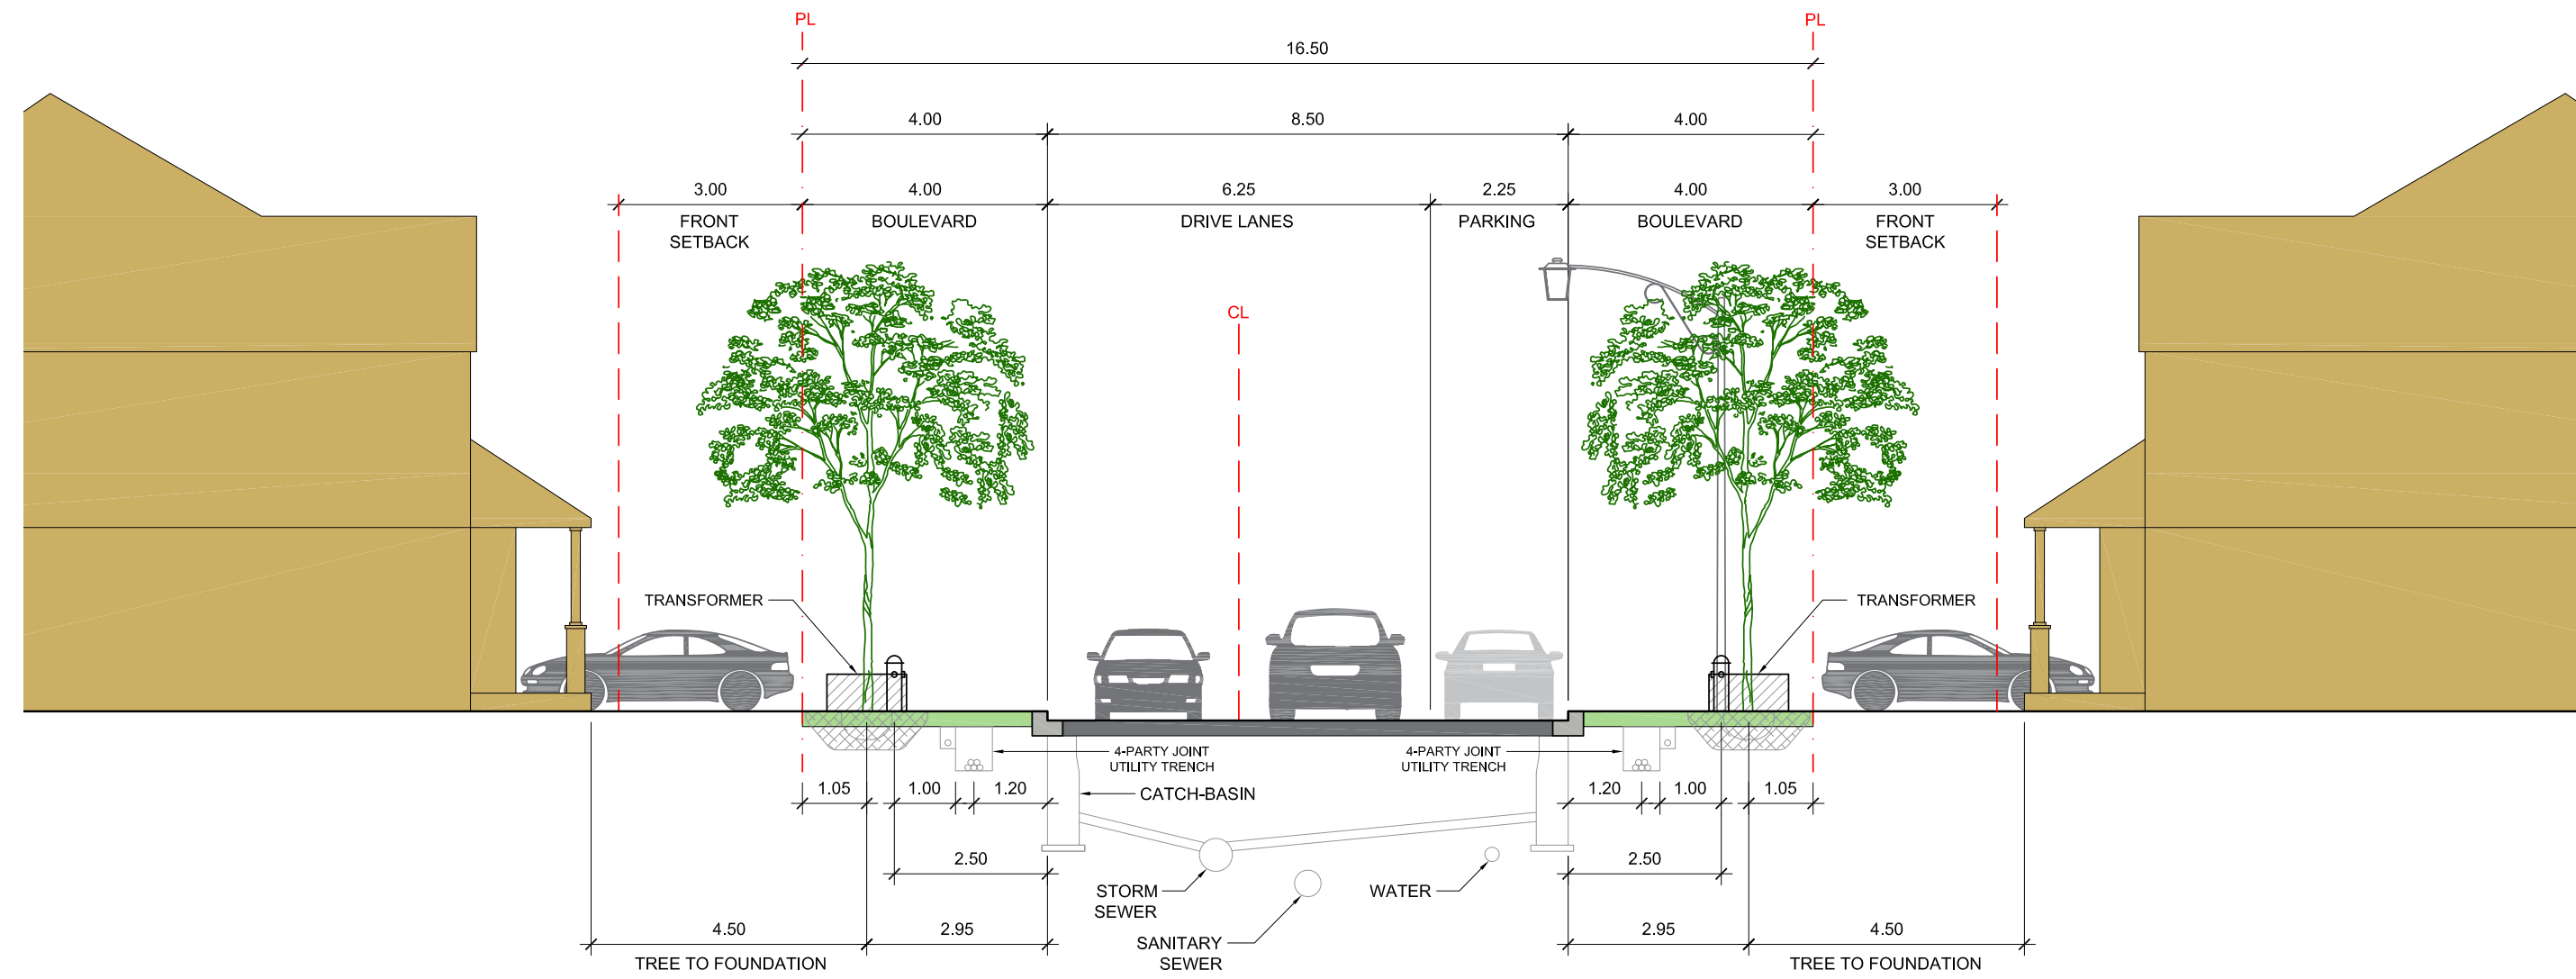 PL
PL
16.50
4.00
8.50
4.00
3.00
4.00
6.25
2.25
4.00
3.00
FRONT
SETBACK
BOULEVARD
DRIVE LANES
PARKING
BOULEVARD
FRONT
SETBACK
CL
TRANSFORMER
TRANSFORMER
4-PARTY JOINT
UTILITY TRENCH
4-PARTY JOINT
UTILITY TRENCH
1.05
1.00
1.20
CATCH-BASIN
1.20
1.00
1.05
2.50
2.50
STORM
SEWER
WATER
4.50
2.95
SANITARY
SEWER
2.95
4.50
TREE TO FOUNDATION
TREE TO FOUNDATION